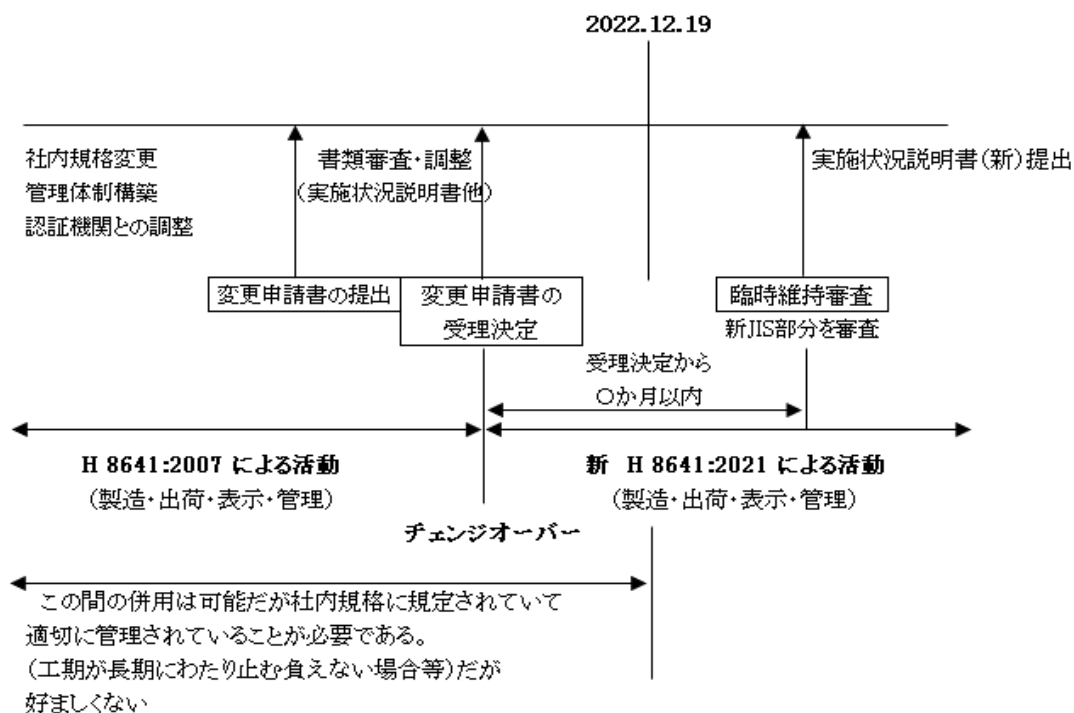 2022.12.19
社内規格変更
管理体制構築
認証機関との調整
書類審査・調整
(実施状況説明書他)
実施状況説明書(新)提出
変更申請書の提出
変更申請書の
受理決定
臨時維持審査
新JIS部分を審査
受理決定から
〇か月以内
H 8641:2007 による活動
(製造・出荷・表示・管理)
新 H 8641:2021 による活動
(製造・出荷・表示・管理)
チェンジオーバー
この間の併用は可能だが社内規格に規定されていて
適切に管理されていることが必要である。
(工期が長期にわたり止む負えない場合等)だが
好ましくない